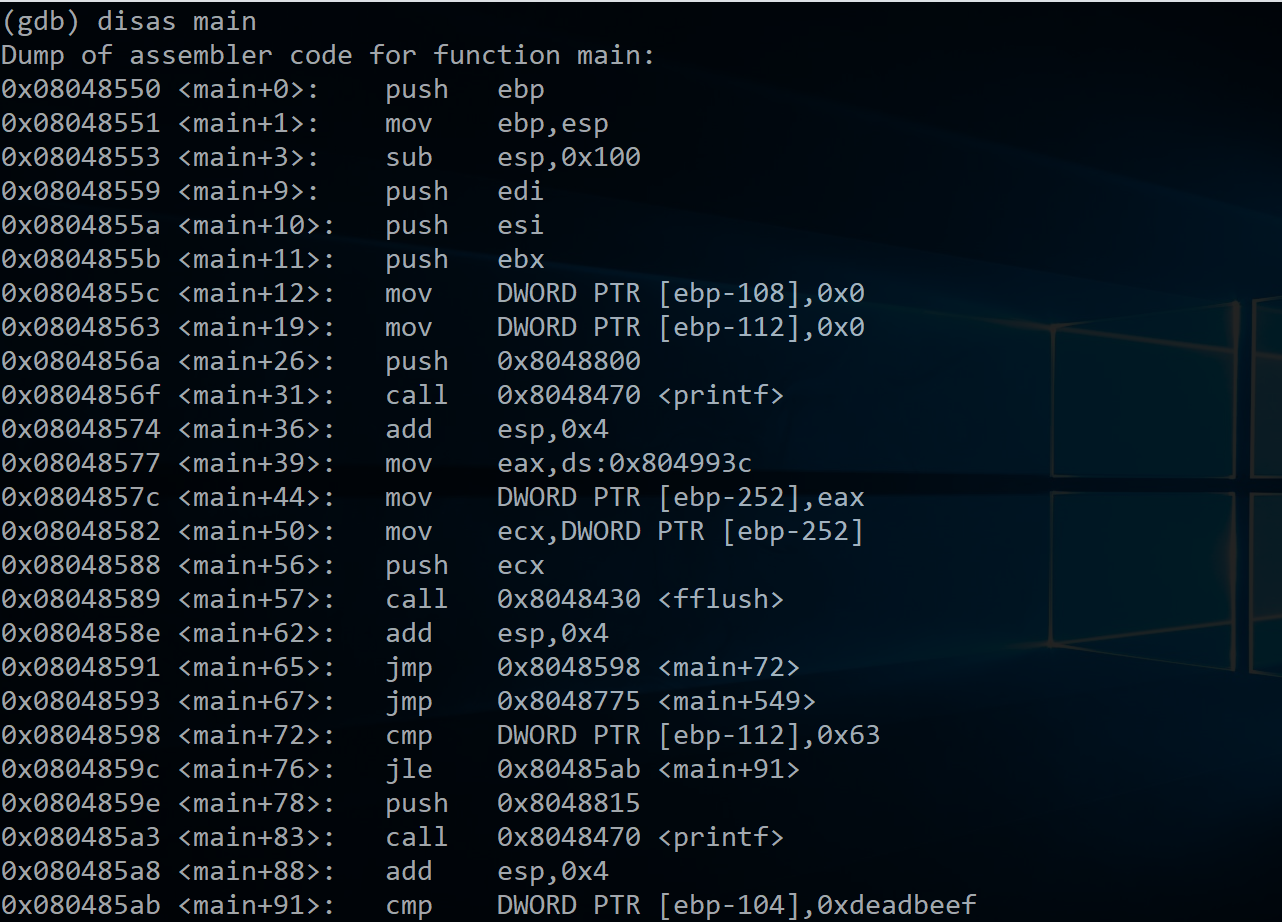 (gdb) disas main
Dump of assembler code for function main:
0x08048550 <main+0>:    push   ebp
0x08048551 <main+1>:    mov    ebp,esp
0x08048553 <main+3>:    sub    esp,0x100
0x08048559 <main+9>:    push   edi
0x0804855a <main+10>:   push   esi
0x0804855b <main+11>:   push   ebx
0x0804855c <main+12>:   mov    DWORD PTR [ebp-108],0x0
0x08048563 <main+19>:   mov    DWORD PTR [ebp-112],0x0
0x0804856a <main+26>:   push   0x8048800
0x0804856f <main+31>:   call   0x8048470 <printf>
0x08048574 <main+36>:   add    esp,0x4
0x08048577 <main+39>:   mov    eax,ds:0x804993c
0x0804857c <main+44>:   mov    DWORD PTR [ebp-252],eax
0x08048582 <main+50>:   mov    ecx,DWORD PTR [ebp-252]
0x08048588 <main+56>:   push   ecx
0x08048589 <main+57>:   call   0x8048430 <fflush>
0x0804858e <main+62>:   add    esp,0x4
0x08048591 <main+65>:   jmp    0x8048598 <main+72>
0x08048593 <main+67>:   jmp    0x8048775 <main+549>
0x08048598 <main+72>:   cmp    DWORD PTR [ebp-112],0x63
0x0804859c <main+76>:   jle    0x80485ab <main+91>
0x0804859e <main+78>:   push   0x8048815
0x080485a3 <main+83>:   call   0x8048470 <printf>
0x080485a8 <main+88>:   add    esp,0x4
0x080485ab <main+91>:   cmp    DWORD PTR [ebp-104],0xdeadbeef